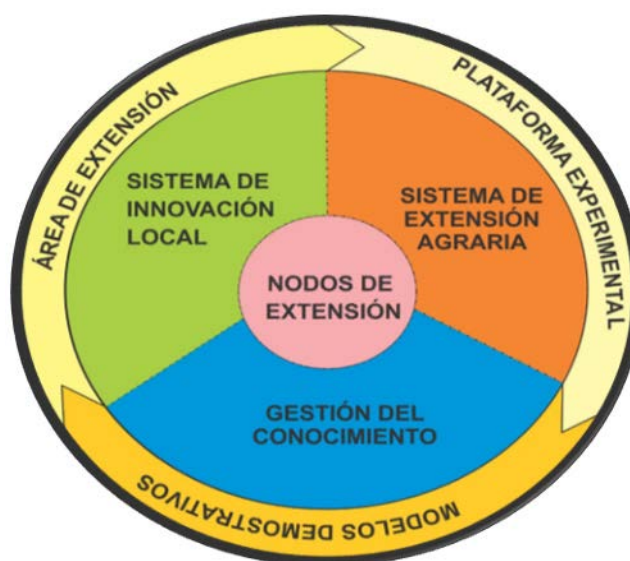 ÁREA DE EXTENSIÓN
PLATAFORMA EXPERIMENTAL
SISTEMA DE
INNOVACIÓN
LOCAL
SISTEMA DE
EXTENSIÓN
AGRARIA
NODOS DE
EXTENSIÓN
GESTIÓN DEL
CONOCIMIENTO
MODELOS DEMOSTRATIVOS